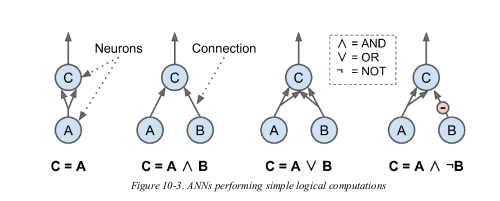 Neurons
Connection
∧ = AND
∨ = OR
¬ = NOT
C
C
C
C
A
A
B
A
B
A
B
C = A
C = A ∧ B
C = A ∨ B
C = A ∧ ¬B
Figure 10-3. ANNs performing simple logical computations